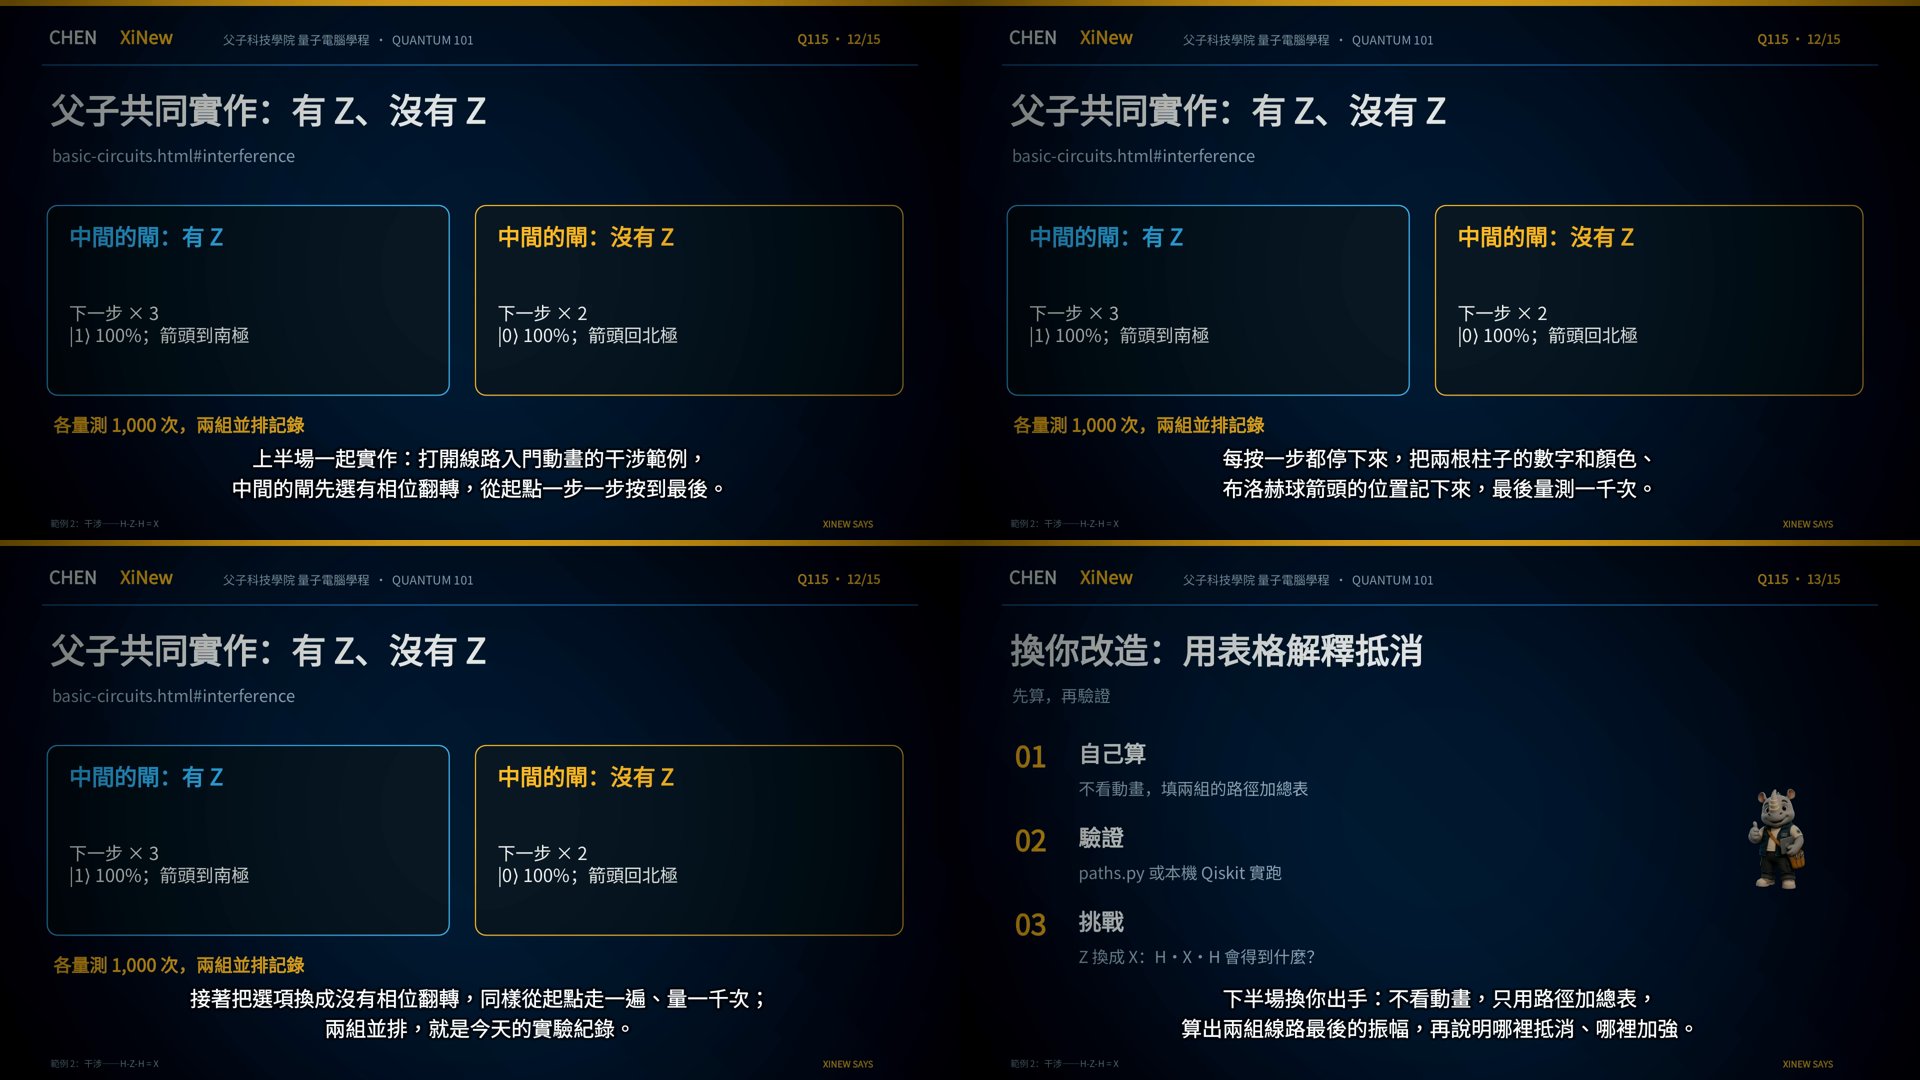 CHEN XiNew 父子科技學院 量子電腦學程 · QUANTUM 101 Q115 · 12/15
父子共同實作：有 Z、沒有 Z
basic-circuits.html#interference
中間的閘：有 Z
下一步 × 3
|1⟩ 100%；箭頭到南極
中間的閘：沒有 Z
下一步 × 2
|0⟩ 100%；箭頭回北極
各量測 1,000 次，兩組並排記錄
上半場一起實作：打開線路入門動畫的干涉範例，
中間的閘先選有相位翻轉，從起點一步一步按到最後。
範例 2：干涉——H-Z-H = X XINEW SAYS
CHEN XiNew 父子科技學院 量子電腦學程 · QUANTUM 101 Q115 · 12/15
父子共同實作：有 Z、沒有 Z
basic-circuits.html#interference
中間的閘：有 Z
下一步 × 3
|1⟩ 100%；箭頭到南極
中間的閘：沒有 Z
下一步 × 2
|0⟩ 100%；箭頭回北極
各量測 1,000 次，兩組並排記錄
每按一步都停下來，把兩根柱子的數字和顏色、
布洛赫球箭頭的位置記下來，最後量測一千次。
範例 2：干涉——H-Z-H = X XINEW SAYS
CHEN XiNew 父子科技學院 量子電腦學程 · QUANTUM 101 Q115 · 12/15
父子共同實作：有 Z、沒有 Z
basic-circuits.html#interference
中間的閘：有 Z
下一步 × 3
|1⟩ 100%；箭頭到南極
中間的閘：沒有 Z
下一步 × 2
|0⟩ 100%；箭頭回北極
各量測 1,000 次，兩組並排記錄
接著把選項換成沒有相位翻轉，同樣從起點走一遍、量一千次；
兩組並排，就是今天的實驗紀錄。
範例 2：干涉——H-Z-H = X XINEW SAYS
CHEN XiNew 父子科技學院 量子電腦學程 · QUANTUM 101 Q115 · 13/15
換你改造：用表格解釋抵消
先算，再驗證
01 自己算
不看動畫，填兩組的路徑加總表
02 驗證
paths.py 或本機 Qiskit 實跑
03 挑戰
Z 換成 X：H · X · H 會得到什麼？
下半場換你出手：不看動畫，只用路徑加總表，
算出兩組線路最後的振幅，再說明哪裡抵消、哪裡加強。
範例 2：干涉——H-Z-H = X XINEW SAYS